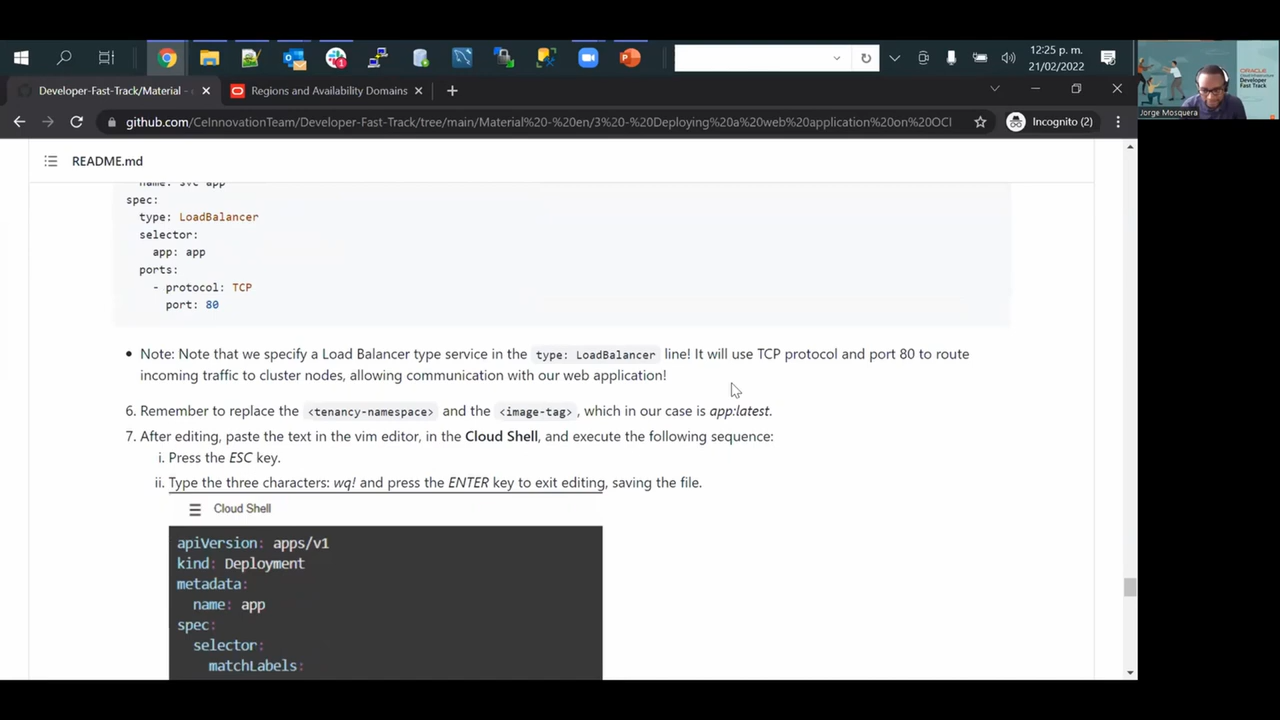 12:25 p. m.
21/02/2022
Developer-Fast-Track/Material -
Regions and Availability Domains
github.com/CeInnovationTeam/Developer-Fast-Track/tree/main/Material%20-%20en/3%20-%20Deploying%20a%20web%20application%20on%20OCI
Incognito (2)
ORACLE
Developer
Fast Track
Jorge Mosquera
README.md
name: svc-app
spec:
type: LoadBalancer
selector:
app: app
ports:
- protocol: TCP
port: 80
Note: Note that we specify a Load Balancer type service in the type: LoadBalancer line! It will use TCP protocol and port 80 to route
incoming traffic to cluster nodes, allowing communication with our web application!
6. Remember to replace the <tenancy-namespace> and the <image-tag>, which in our case is app:latest.
7. After editing, paste the text in the vim editor, in the Cloud Shell, and execute the following sequence:
i. Press the ESC key.
ii. Type the three characters: wq! and press the ENTER key to exit editing, saving the file.
Cloud Shell
apiVersion: apps/v1
kind: Deployment
metadata:
name: app
spec:
selector:
matchLabels: